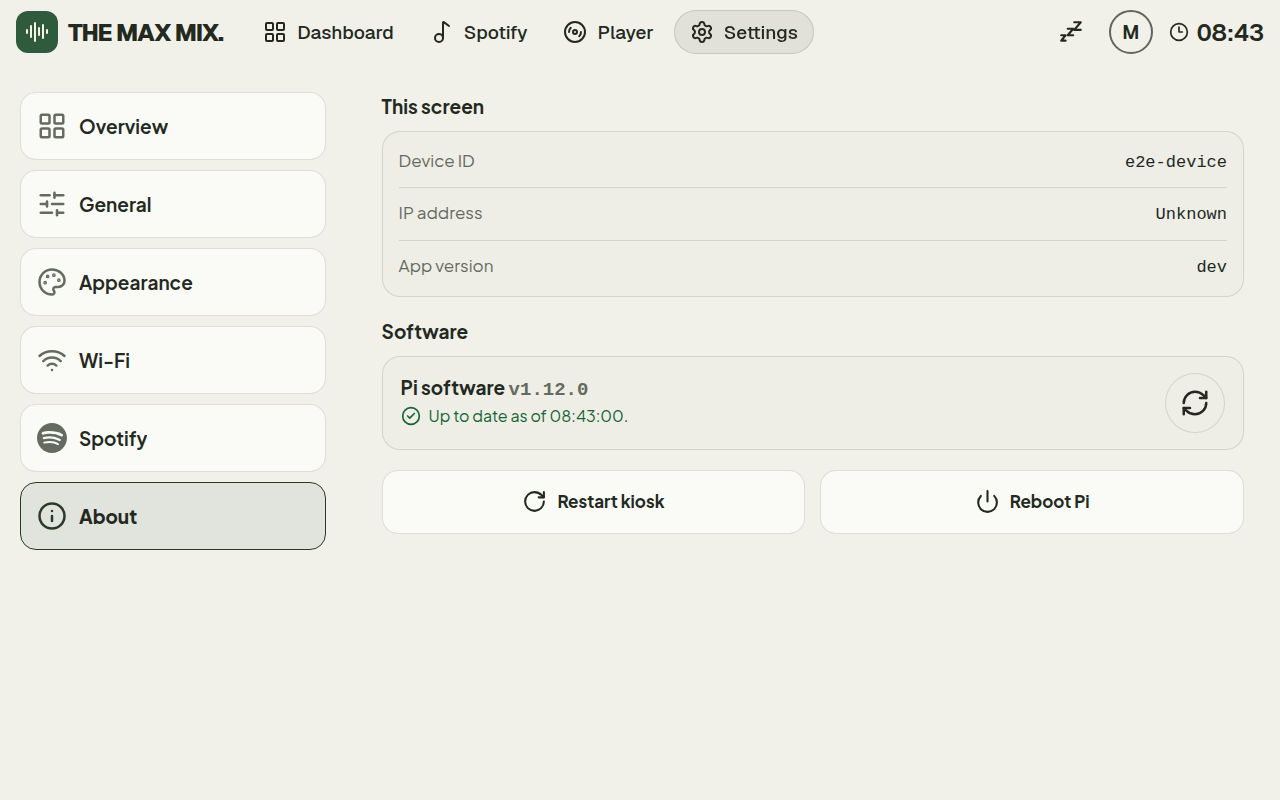 THE MAX MIX.
Dashboard
Spotify
Player
Settings
M
08:43
Overview
General
Appearance
Wi-Fi
Spotify
About
This screen
Device ID e2e-device
IP address Unknown
App version dev
Software
Pi software v1.12.0
Up to date as of 08:43:00.
Restart kiosk
Reboot Pi